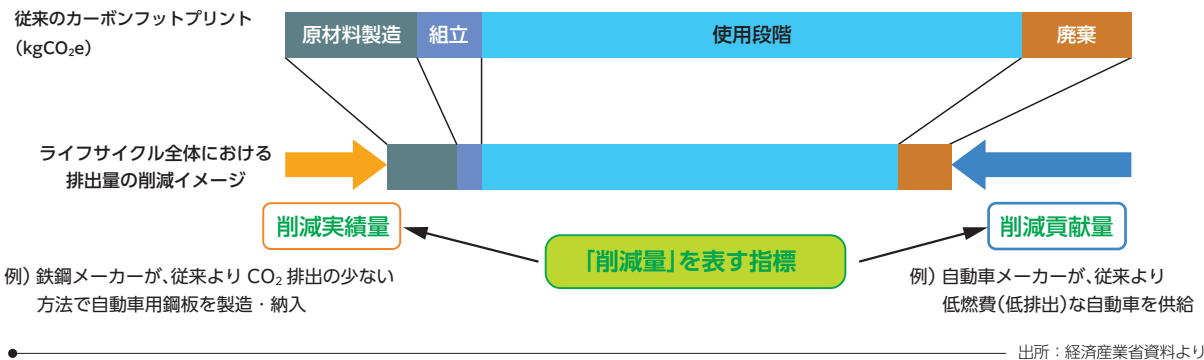 従来のカーボンフットプリント
（kgCO₂e）
原材料製造 組立 使用段階 廃棄
ライフサイクル全体における
排出量の削減イメージ
削減実績量
削減貢献量
「削減量」を表す指標
例）鉄鋼メーカーが、従来より CO₂ 排出の少ない
方法で自動車用鋼板を製造・納入
例）自動車メーカーが、従来より
低燃費(低排出)な自動車を供給
出所：経済産業省資料より